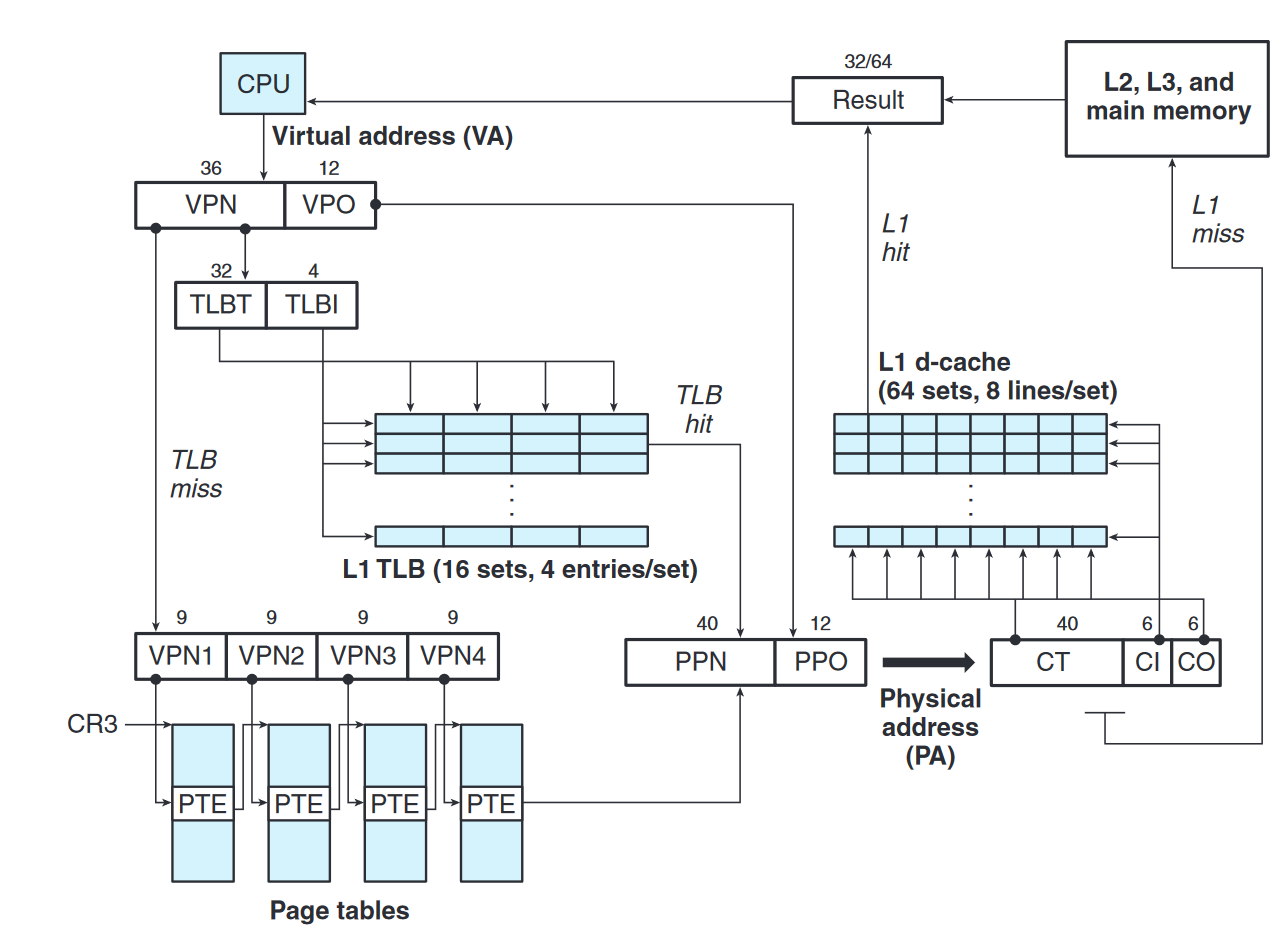 32/64
CPU
Result
L2, L3, and
main memory
Virtual address (VA)
36
12
VPN
VPO
L1
hit
L1
miss
32
4
TLBT
TLBI
L1 d-cache
(64 sets, 8 lines/set)
TLB
hit
TLB
miss
...
...
L1 TLB (16 sets, 4 entries/set)
9
9
9
9
40
12
40
6
6
VPN1
VPN2
VPN3
VPN4
PPN
PPO
CT
CI
CO
Physical
address
(PA)
CR3
PTE
PTE
PTE
PTE
Page tables